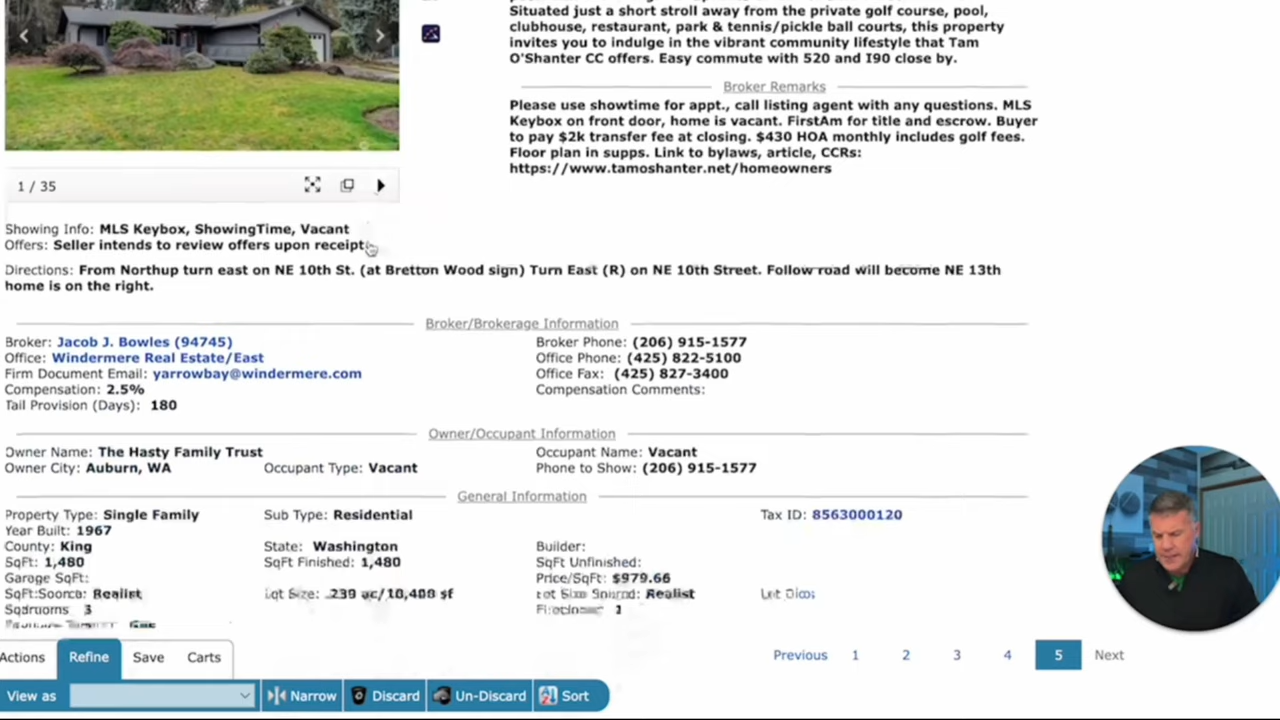 Situated just a short stroll away from the private golf course, pool,
clubhouse, restaurant, park & tennis/pickle ball courts, this property
invites you to indulge in the vibrant community lifestyle that Tam
O'Shanter CC offers. Easy commute with 520 and I90 close by.
Broker Remarks
Please use showtime for appt., call listing agent with any questions. MLS
Keybox on front door, home is vacant. FirstAm for title and escrow. Buyer
to pay $2k transfer fee at closing. $430 HOA monthly includes golf fees.
Floor plan in supps. Link to bylaws, article, CCRs:
https://www.tamoshanter.net/homeowners
1 / 35
Showing Info: MLS Keybox, ShowingTime, Vacant
Offers: Seller intends to review offers upon receipt
Directions: From Northup turn east on NE 10th St. (at Bretton Wood sign) Turn East (R) on NE 10th Street. Follow road will become NE 13th
home is on the right.
Broker/Brokerage Information
Broker: Jacob J. Bowles (94745) Broker Phone: (206) 915-1577
Office: Windermere Real Estate/East Office Phone: (425) 822-5100
Firm Document Email: yarrowbay@windermere.com Office Fax: (425) 827-3400
Compensation: 2.5% Compensation Comments:
Tail Provision (Days): 180
Owner/Occupant Information
Owner Name: The Hasty Family Trust Occupant Name: Vacant
Owner City: Auburn, WA Occupant Type: Vacant Phone to Show: (206) 915-1577
General Information
Property Type: Single Family Sub Type: Residential Tax ID: 8563000120
Year Built: 1967
County: King State: Washington Builder:
SqFt: 1,480 SqFt Finished: 1,480 SqFt Unfinished:
Garage SqFt: Price/SqFt: $979.66
Realist Lot Size: .239 ac/10,400 sf Realist
3 1
Actions Refine Save Carts Previous 1 2 3 4 5 Next
View as Narrow Discard Un-Discard Sort